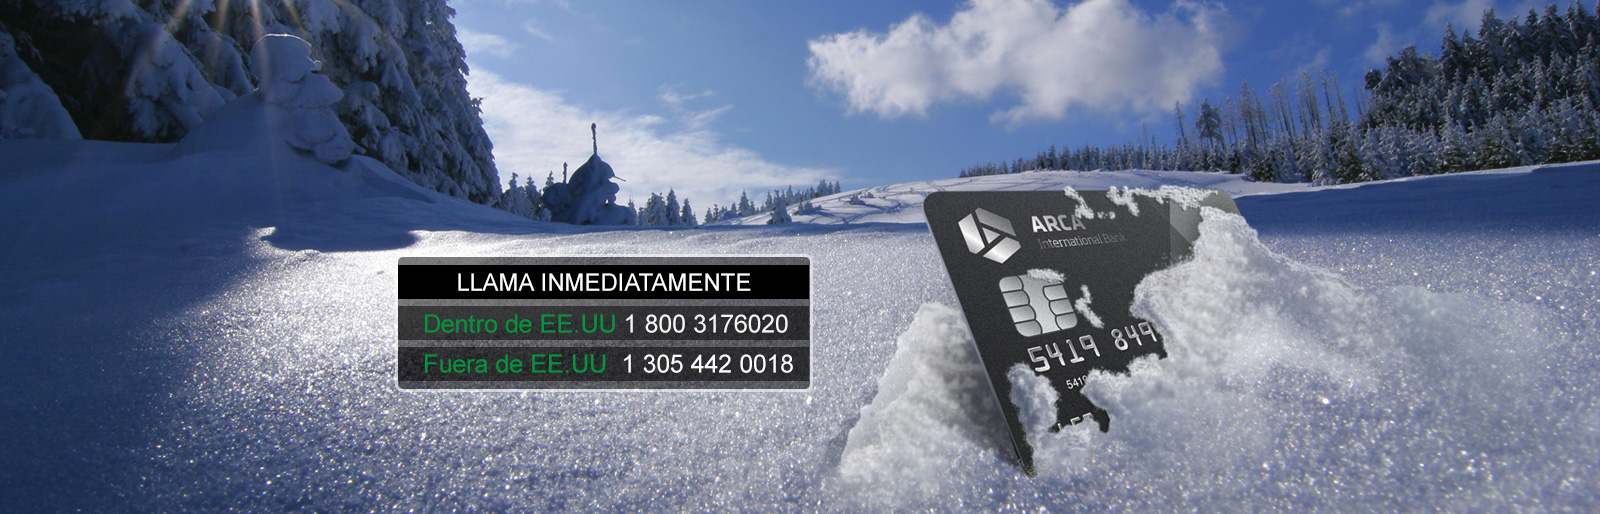 LLAMA INMEDIATAMENTE
Dentro de EE.UU 1 800 3176020
Fuera de EE.UU 1 305 442 0018
ARCA
International Bank
5419 849
5419